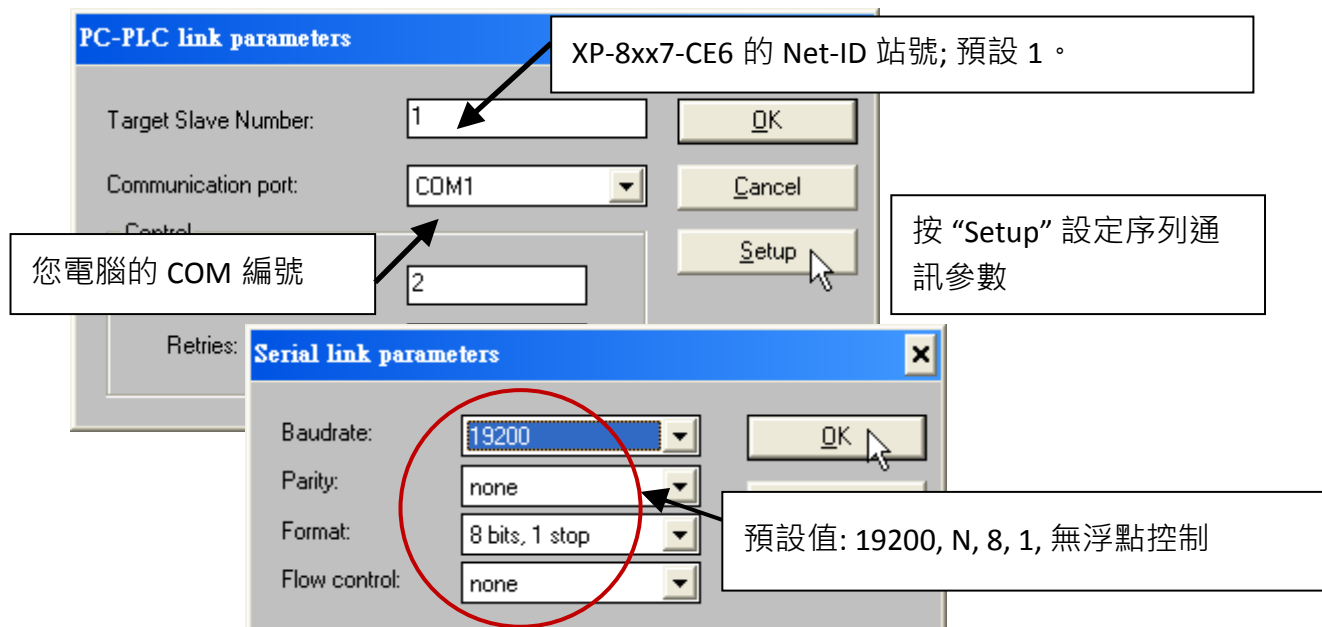 PC-PLC link parameters
XP-8xx7-CE6 的 Net-ID 站號; 預設 1。
Target Slave Number:
1
OK
Communication port:
COM1
Cancel
Control
您電腦的 COM 編號
2
Setup
按 “Setup” 設定序列通
訊參數
Retries:
Serial link parameters
Baudrate:
19200
OK
Parity:
none
Format:
8 bits, 1 stop
預設值: 19200, N, 8, 1, 無浮點控制
Flow control:
none